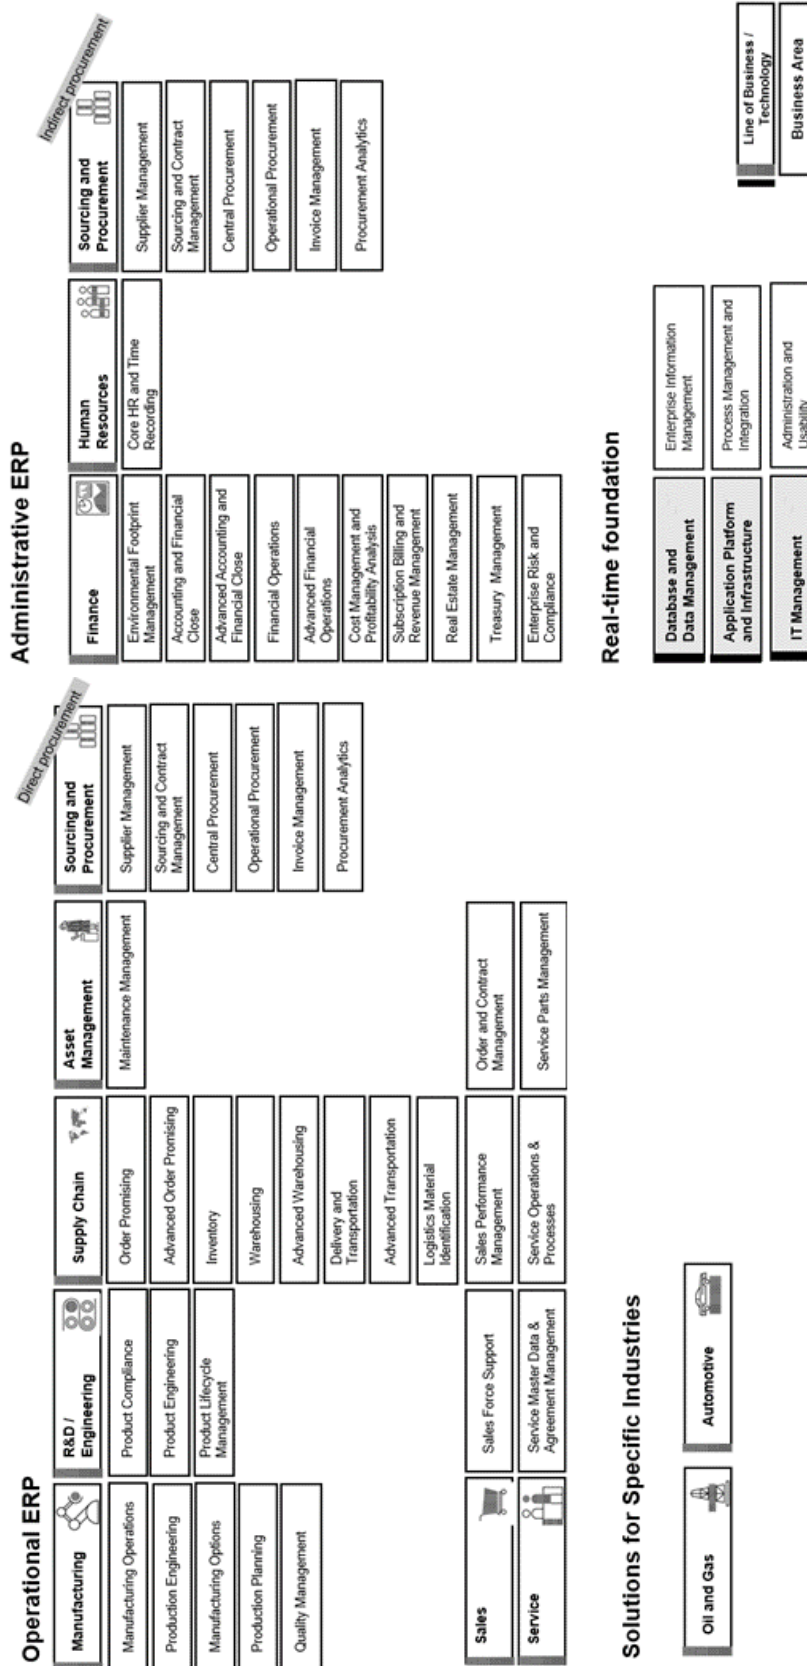 Operational ERP
Manufacturing
Manufacturing Operations
Production Engineering
Manufacturing Options
Production Planning
Quality Management
R&D /
Engineering
Product Compliance
Product Engineering
Product Lifecycle
Management
Supply Chain
Order Promising
Advanced Order Promising
Inventory
Warehousing
Advanced Warehousing
Delivery and
Transportation
Advanced Transportation
Logistics Material
Identification
Asset
Management
Maintenance Management
Direct procurement
Sourcing and
Procurement
Supplier Management
Sourcing and Contract
Management
Central Procurement
Operational Procurement
Invoice Management
Procurement Analytics
Sales
Sales Force Support
Sales Performance
Management
Order and Contract
Management
Service
Service Master Data &
Agreement Management
Service Operations &
Processes
Service Parts Management
Administrative ERP
Finance
Environmental Footprint
Management
Accounting and Financial
Close
Advanced Accounting and
Financial Close
Financial Operations
Advanced Financial
Operations
Cost Management and
Profitability Analysis
Subscription Billing and
Revenue Management
Real Estate Management
Treasury Management
Enterprise Risk and
Compliance
Human
Resources
Core HR and Time
Recording
Indirect procurement
Sourcing and
Procurement
Supplier Management
Sourcing and Contract
Management
Central Procurement
Operational Procurement
Invoice Management
Procurement Analytics
Solutions for Specific Industries
Oil and Gas
Automotive
Real-time foundation
Database and
Data Management
Enterprise Information
Management
Application Platform
and Infrastructure
Process Management and
Integration
IT Management
Administration and
Usability
Line of Business /
Technology
Business Area